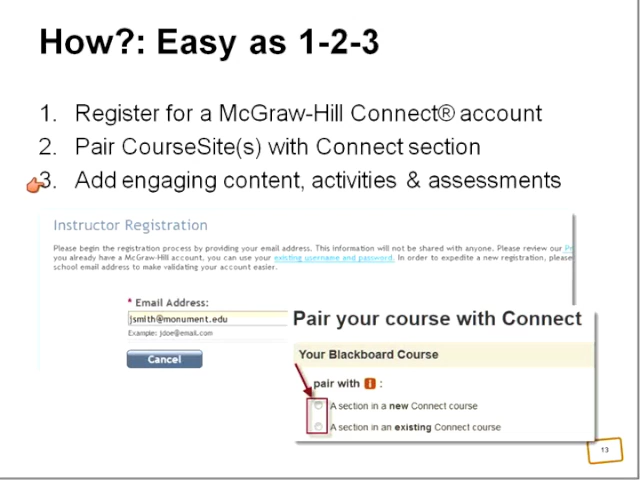 How?: Easy as 1-2-3
1. Register for a McGraw-Hill Connect® account
2. Pair CourseSite(s) with Connect section
3. Add engaging content, activities & assessments
Instructor Registration
Please begin the registration process by providing your email address. This information will not be shared with anyone. Please review our
you already have a McGraw-Hill account, you can use your existing username and password. In order to expedite a new registration, please
school email address to make validating your account easier.
* Email Address:
jsmith@monument.edu
Example: jdoe@email.com
Cancel
Pair your course with Connect
Your Blackboard Course
pair with i :
A section in a new Connect course
A section in an existing Connect course
13